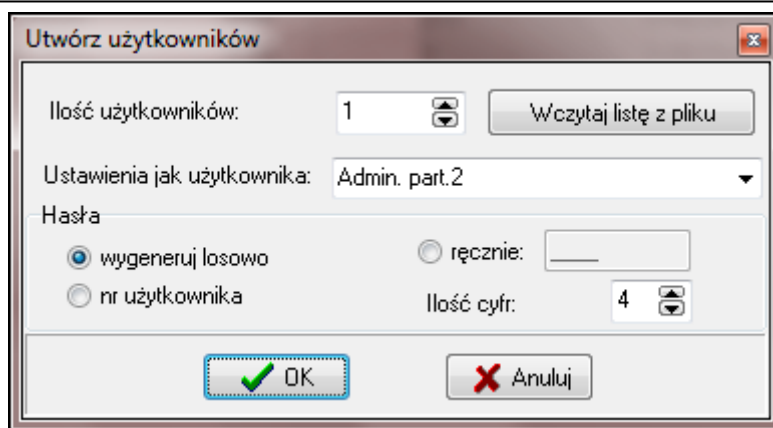 Utwórz użytkowników
Ilość użytkowników: 1 Wczytaj listę z pliku
Ustawienia jak użytkownika: Admin. part.2
Hasła
wygeneruj losowo ręcznie: ____
nr użytkownika Ilość cyfr: 4
OK Anuluj